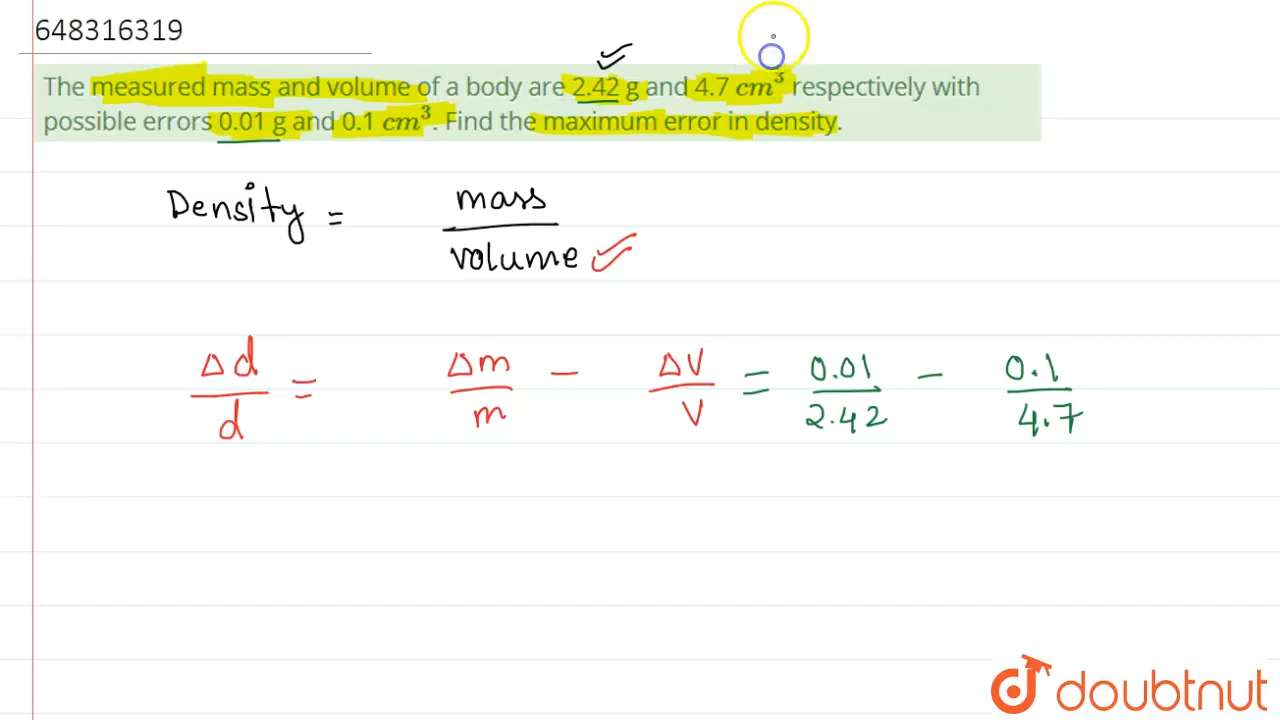 648316319
The measured mass and volume of a body are 2.42 g and 4.7 cm³ respectively with
possible errors 0.01 g and 0.1 cm³. Find the maximum error in density.
Density = mass / volume
Δd / d = Δm / m − ΔV / V = 0.01 / 2.42 − 0.1 / 4.7
doubtnut